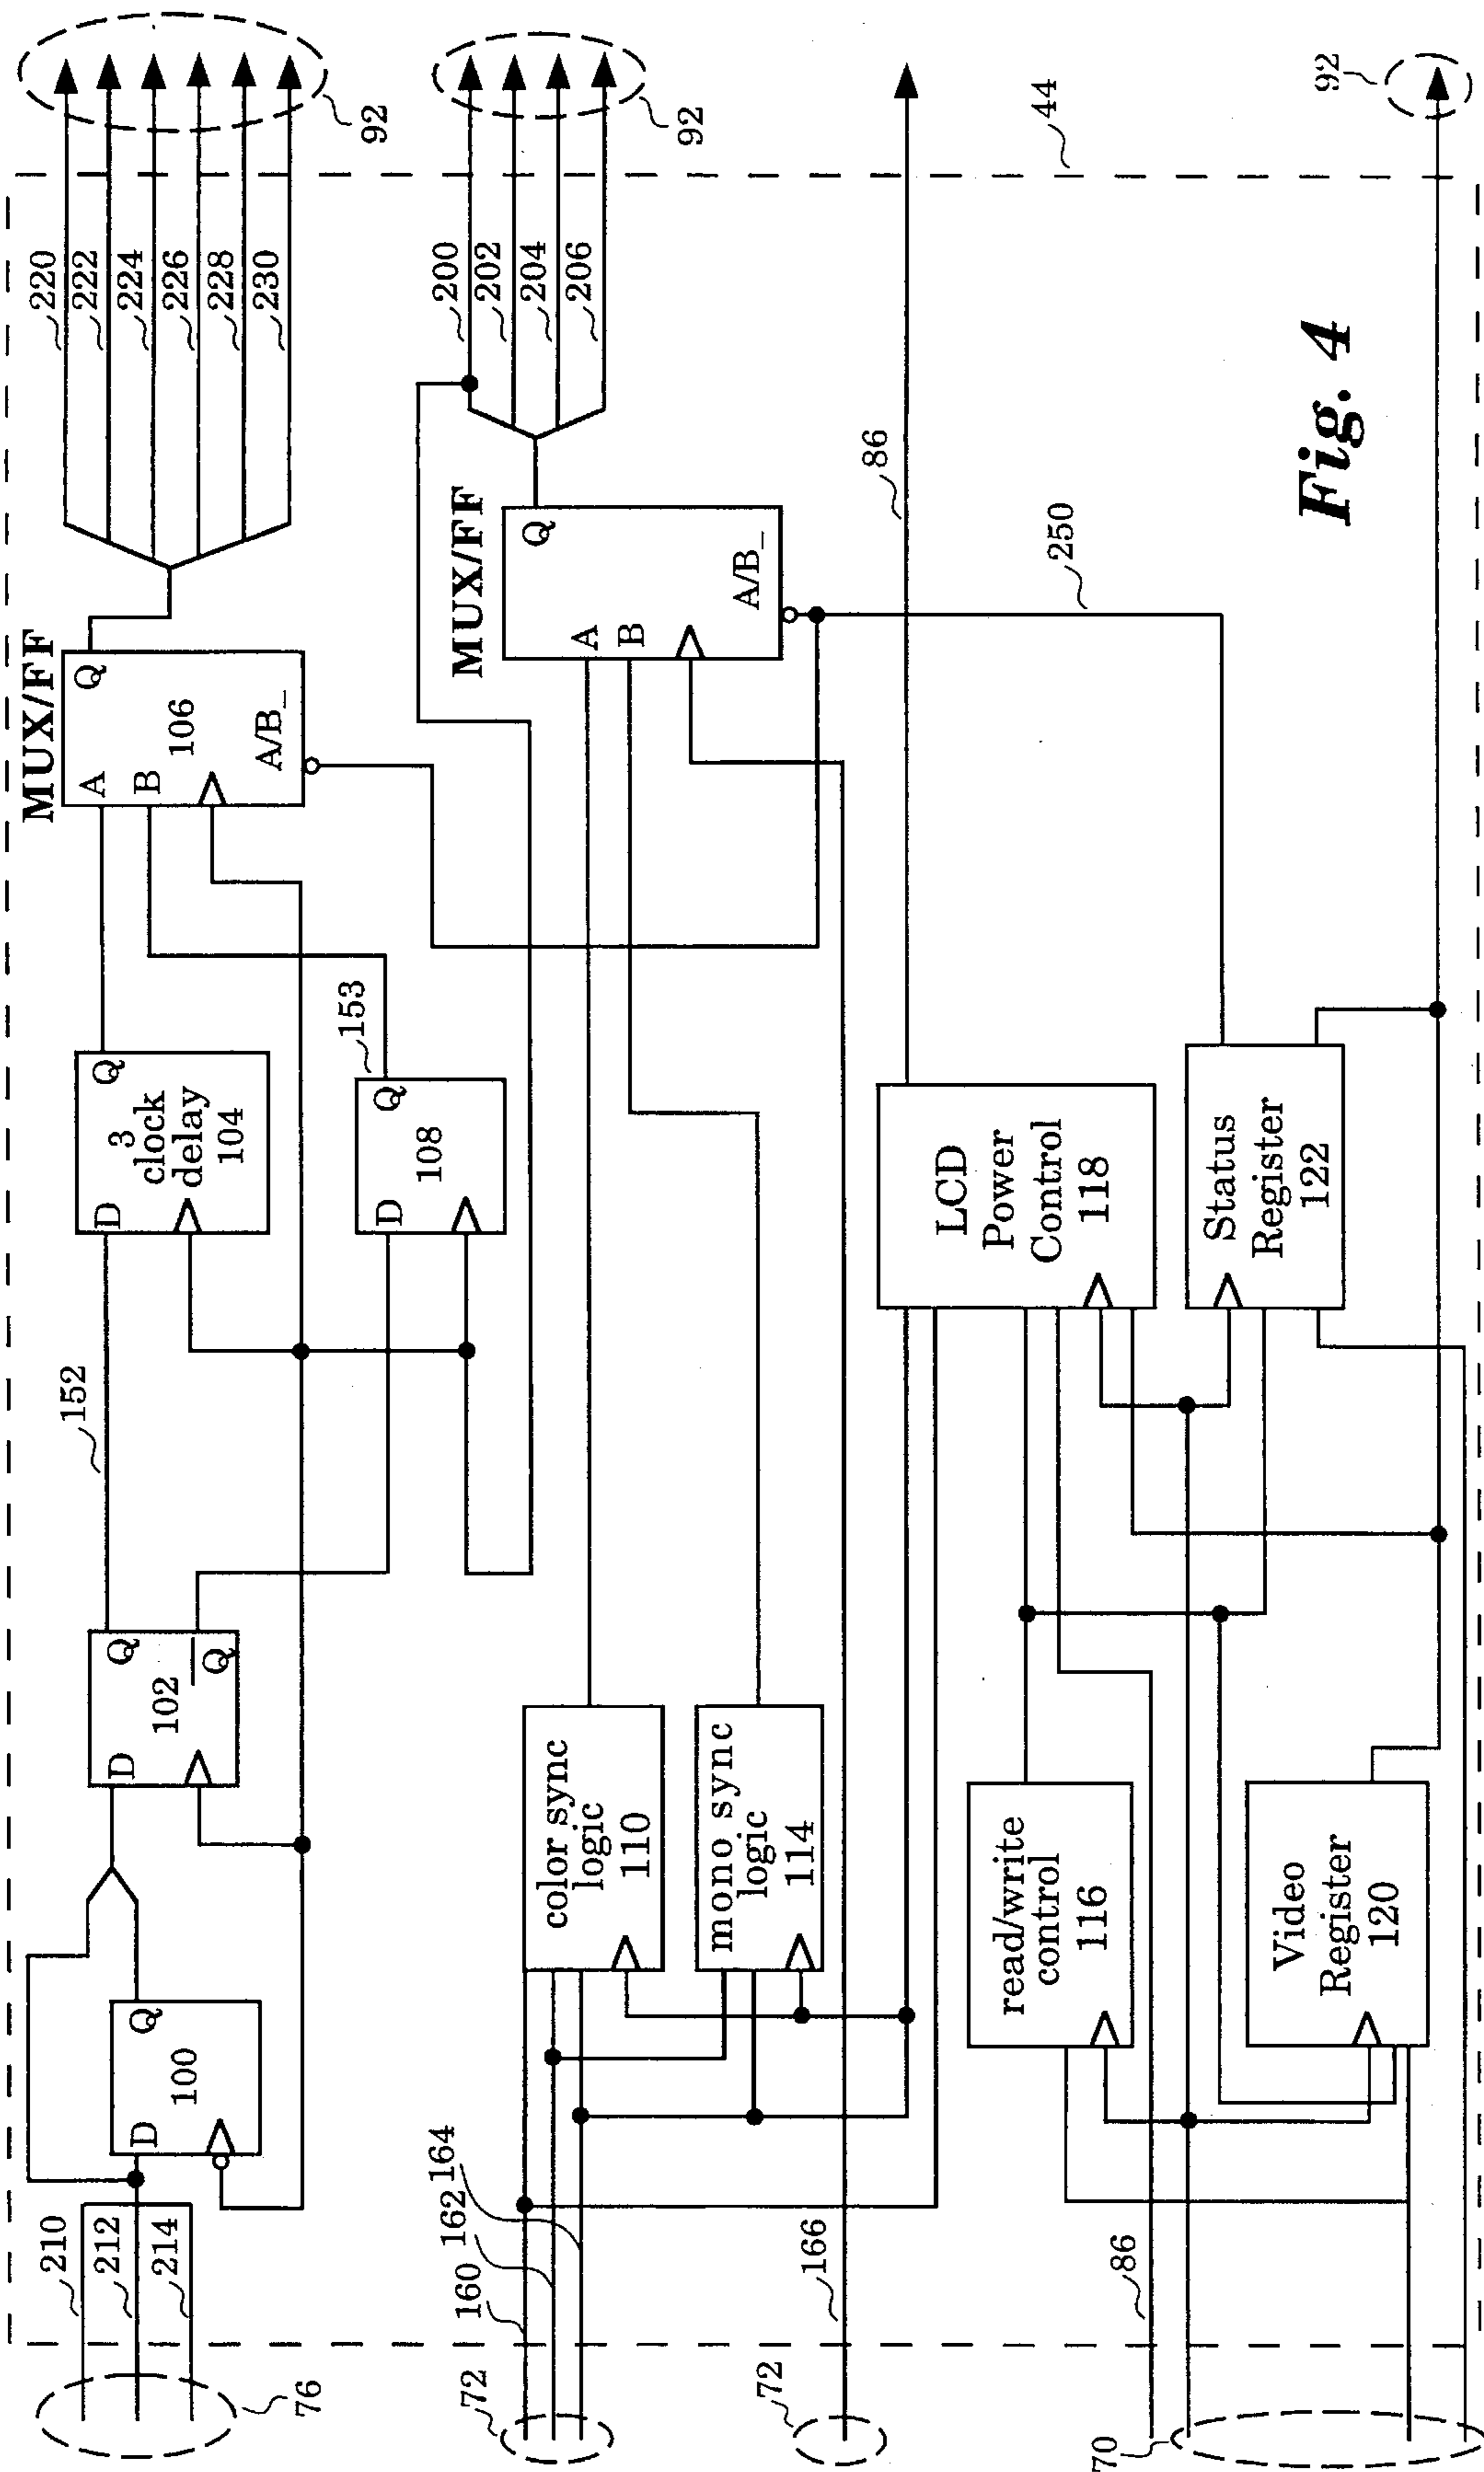 210
212
214
76
D
Q
100
D
Q
Q
102
152
D
Q
3
clock
delay
104
D
Q
108
153
MUX/FF
A
B
Q
106
A/B_
220
222
224
226
228
230
92
160
162
164
72
color sync
logic
110
mono sync
logic
114
166
72
MUX/FF
A
B
Q
A/B_
200
202
204
206
92
86
70
read/write
control
116
Video
Register
120
LCD
Power
Control
118
Status
Register
122
86
250
44
92
Fig. 4